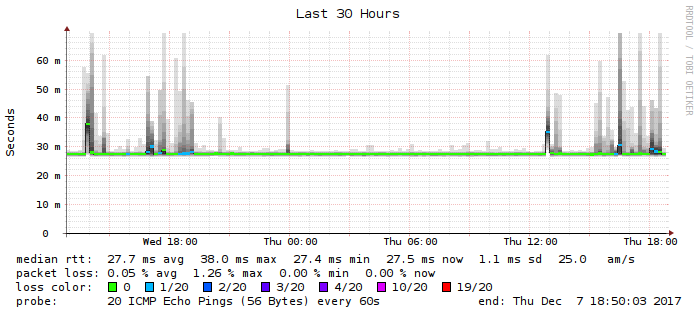 Last 30 Hours
RRDTOOL / TOBI OETIKER
Seconds
60 m
50 m
40 m
30 m
20 m
10 m
0
Wed 18:00 Thu 00:00 Thu 06:00 Thu 12:00 Thu 18:00
median rtt: 27.7 ms avg 38.0 ms max 27.4 ms min 27.5 ms now 1.1 ms sd 25.0 am/s
packet loss: 0.05 % avg 1.26 % max 0.00 % min 0.00 % now
loss color: 0 1/20 2/20 3/20 4/20 10/20 19/20
probe: 20 ICMP Echo Pings (56 Bytes) every 60s end: Thu Dec 7 18:50:03 2017